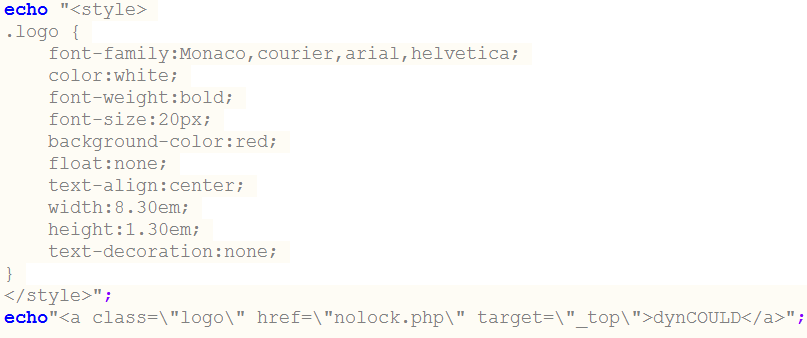 echo "<style>
.logo {
    font-family:Monaco,courier,arial,helvetica;
    color:white;
    font-weight:bold;
    font-size:20px;
    background-color:red;
    float:none;
    text-align:center;
    width:8.30em;
    height:1.30em;
    text-decoration:none;
}
</style>";
echo"<a class=\"logo\" href=\"nolock.php\" target=\"_top\">dynCOULD</a>";